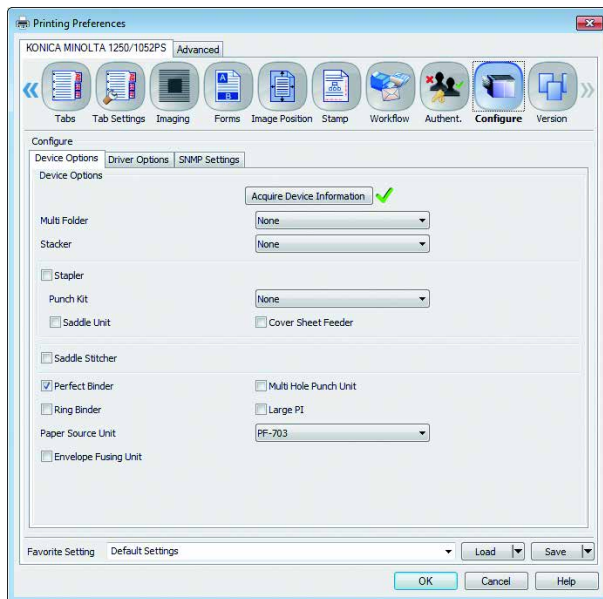 Printing Preferences
KONICA MINOLTA 1250/1052PS Advanced
Tabs Tab Settings Imaging Forms Image Position Stamp Workflow Authent. Configure Version
Configure
Device Options Driver Options SNMP Settings
Device Options
Acquire Device Information
Multi Folder None
Stacker None
Stapler
Punch Kit None
Saddle Unit Cover Sheet Feeder
Saddle Stitcher
Perfect Binder Multi Hole Punch Unit
Ring Binder Large PI
Paper Source Unit PF-703
Envelope Fusing Unit
Favorite Setting Default Settings Load Save
OK Cancel Help